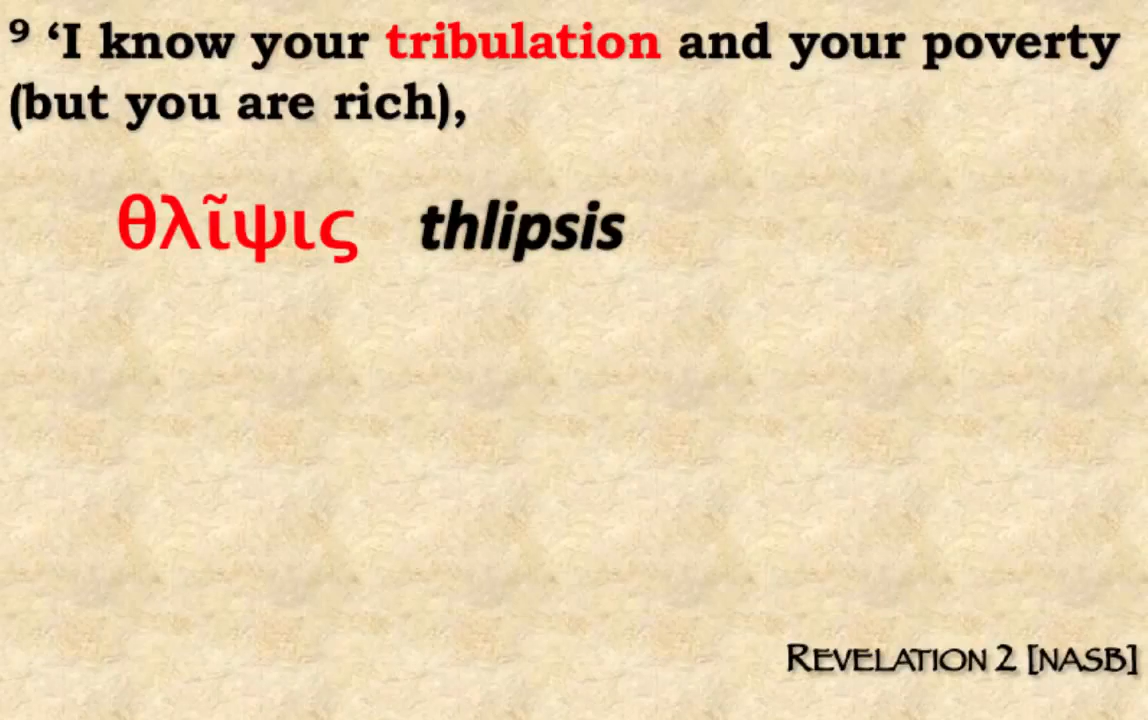 9 ‘I know your tribulation and your poverty
(but you are rich),
θλῖψις thlipsis
REVELATION 2 [NASB]